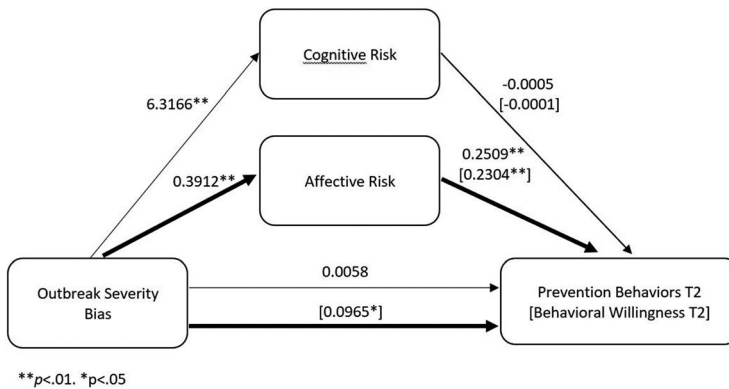 Cognitive Risk
-0.0005
[-0.0001]
6.3166**
0.2509**
[0.2304**]
0.3912**
Affective Risk
0.0058
Outbreak Severity
Bias
[0.0965*]
Prevention Behaviors T2
[Behavioral Willingness T2]
**p<.01. *p<.05